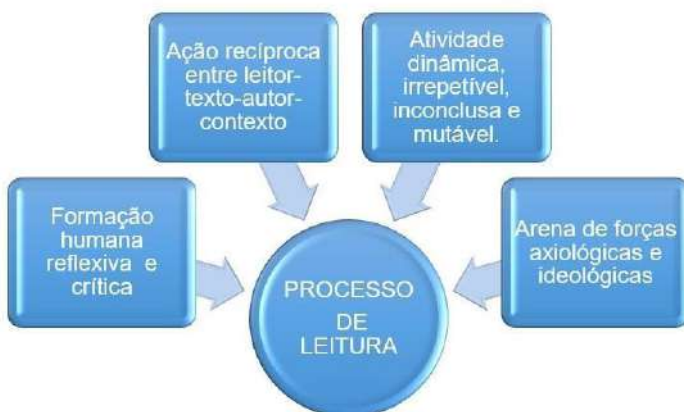 Ação recíproca
entre leitor-
texto-autor-
contexto
Atividade
dinâmica,
irrepetível,
inconclusa e
mutável.
Formação
humana
reflexiva e
crítica
Arena de forças
axiológicas e
ideológicas
PROCESSO
DE
LEITURA